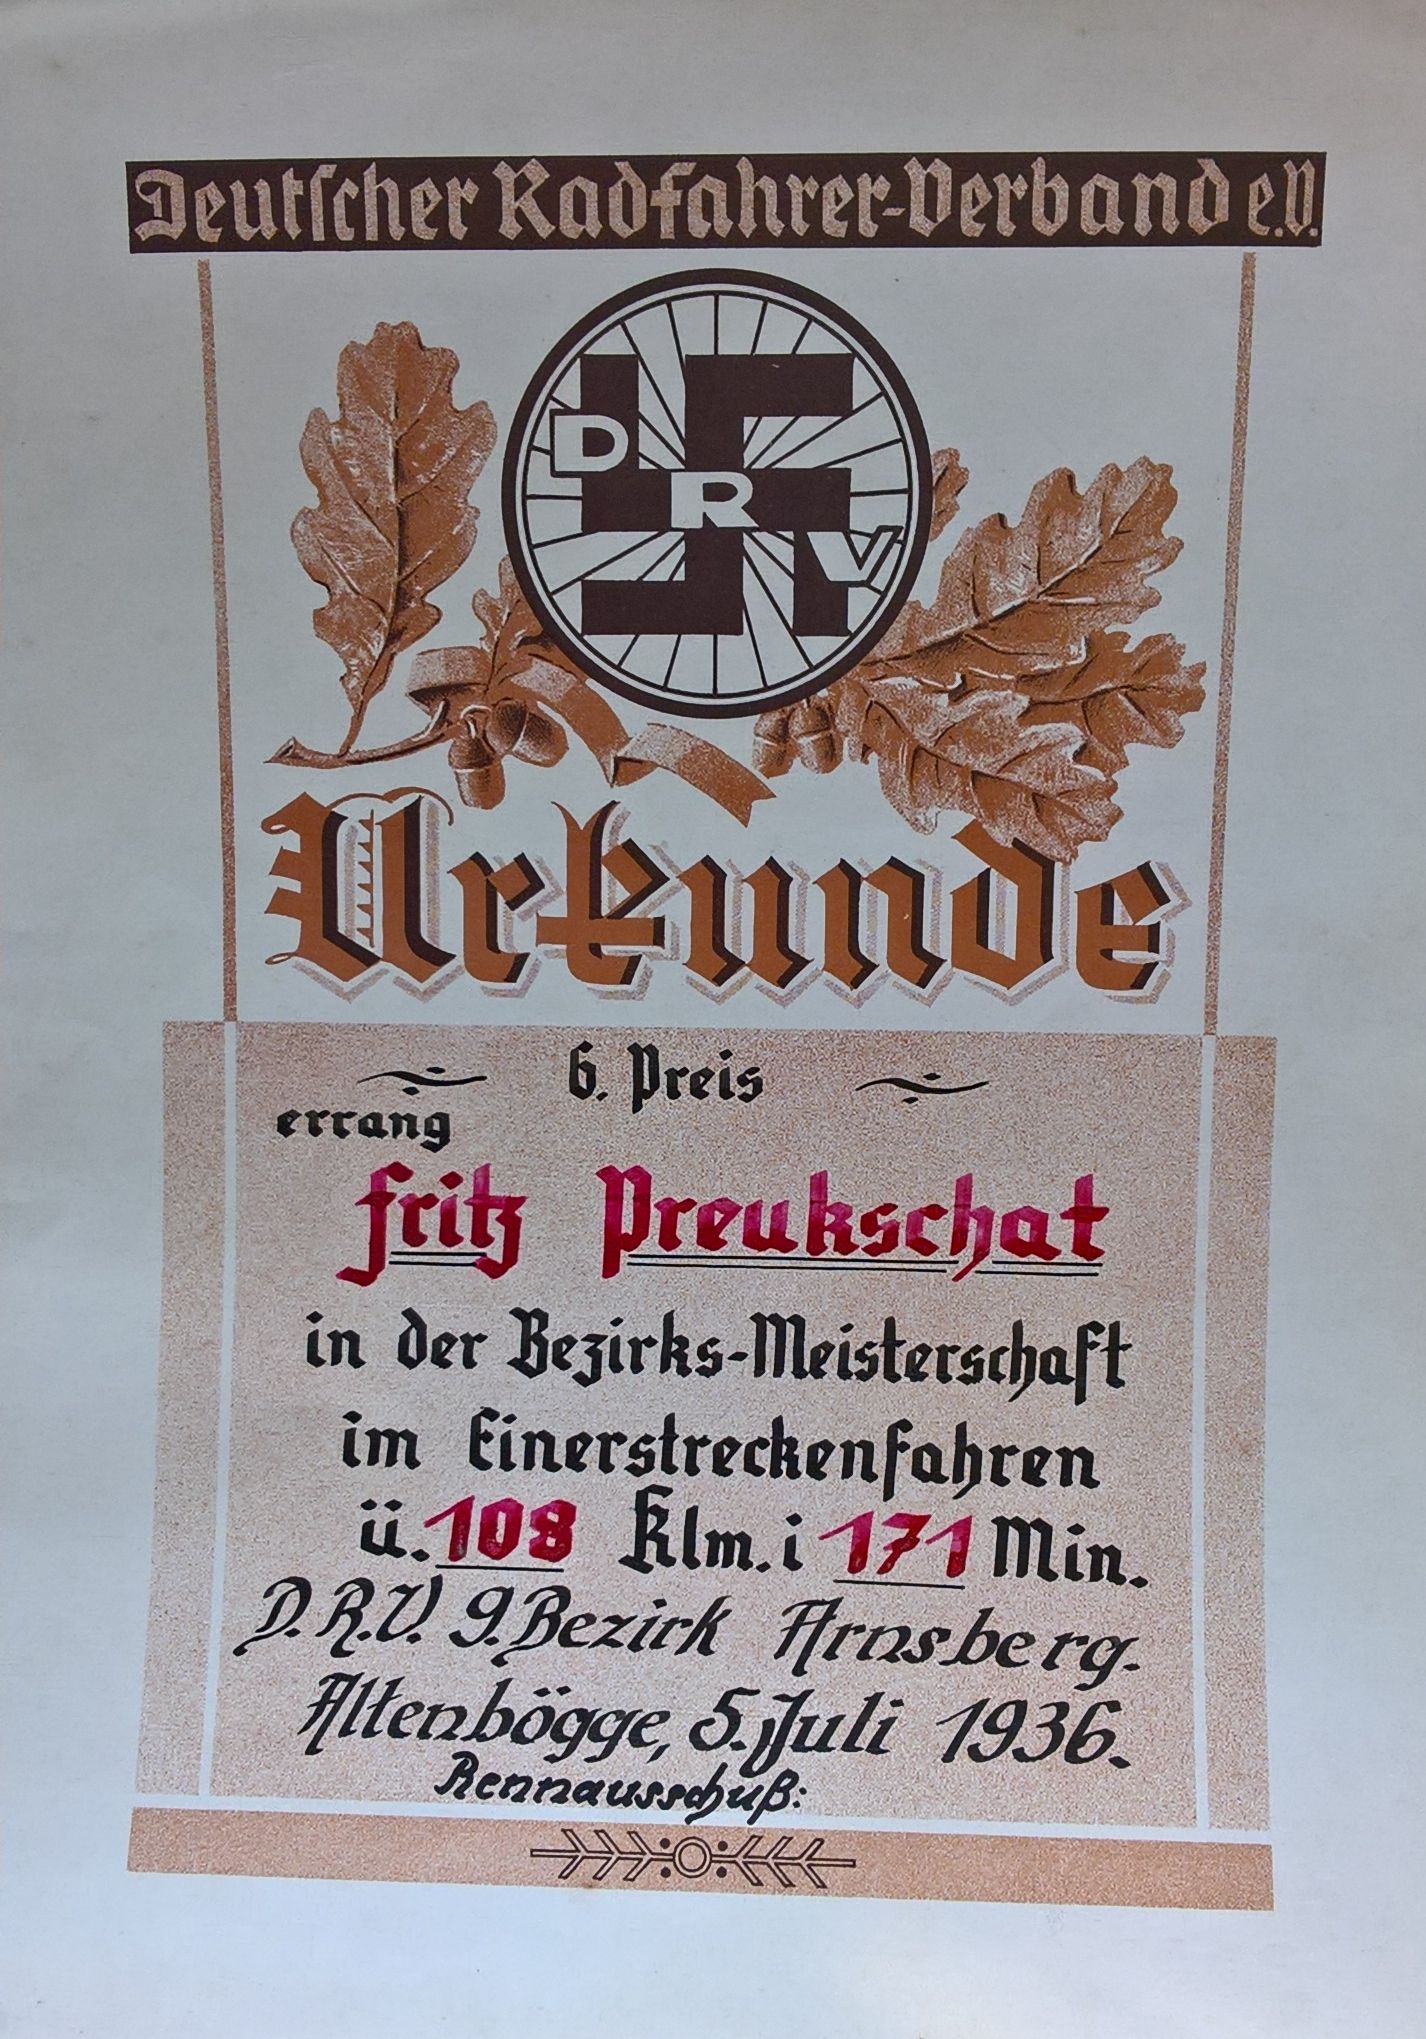 Deutscher Radfahrer-Verband e.V.
D
R
V
Urkunde
6. Preis
errang
Fritz Preukschat
in der Bezirks-Meisterschaft
im Einerstreckenfahren
ü. 108 Klm. i 171 Min.
D.R.V. 9. Bezirk Arnsberg.
Altenbögge, 5. Juli 1936.
Rennausschuß: